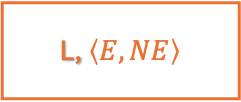 L, ⟨E, NE⟩